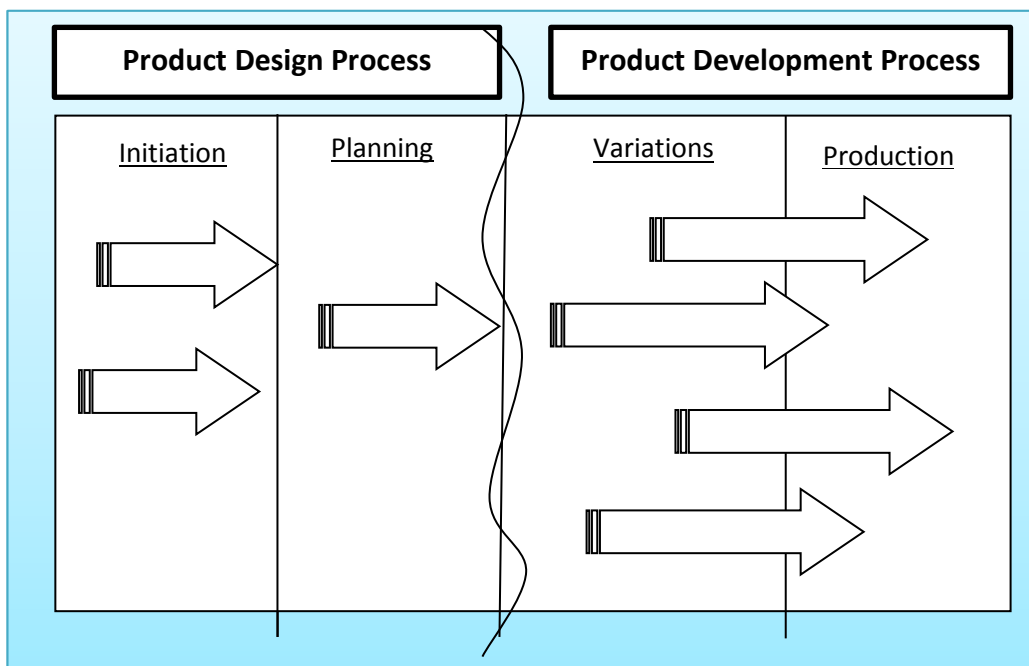 Product Design Process
Product Development Process
Initiation
Planning
Variations
Production